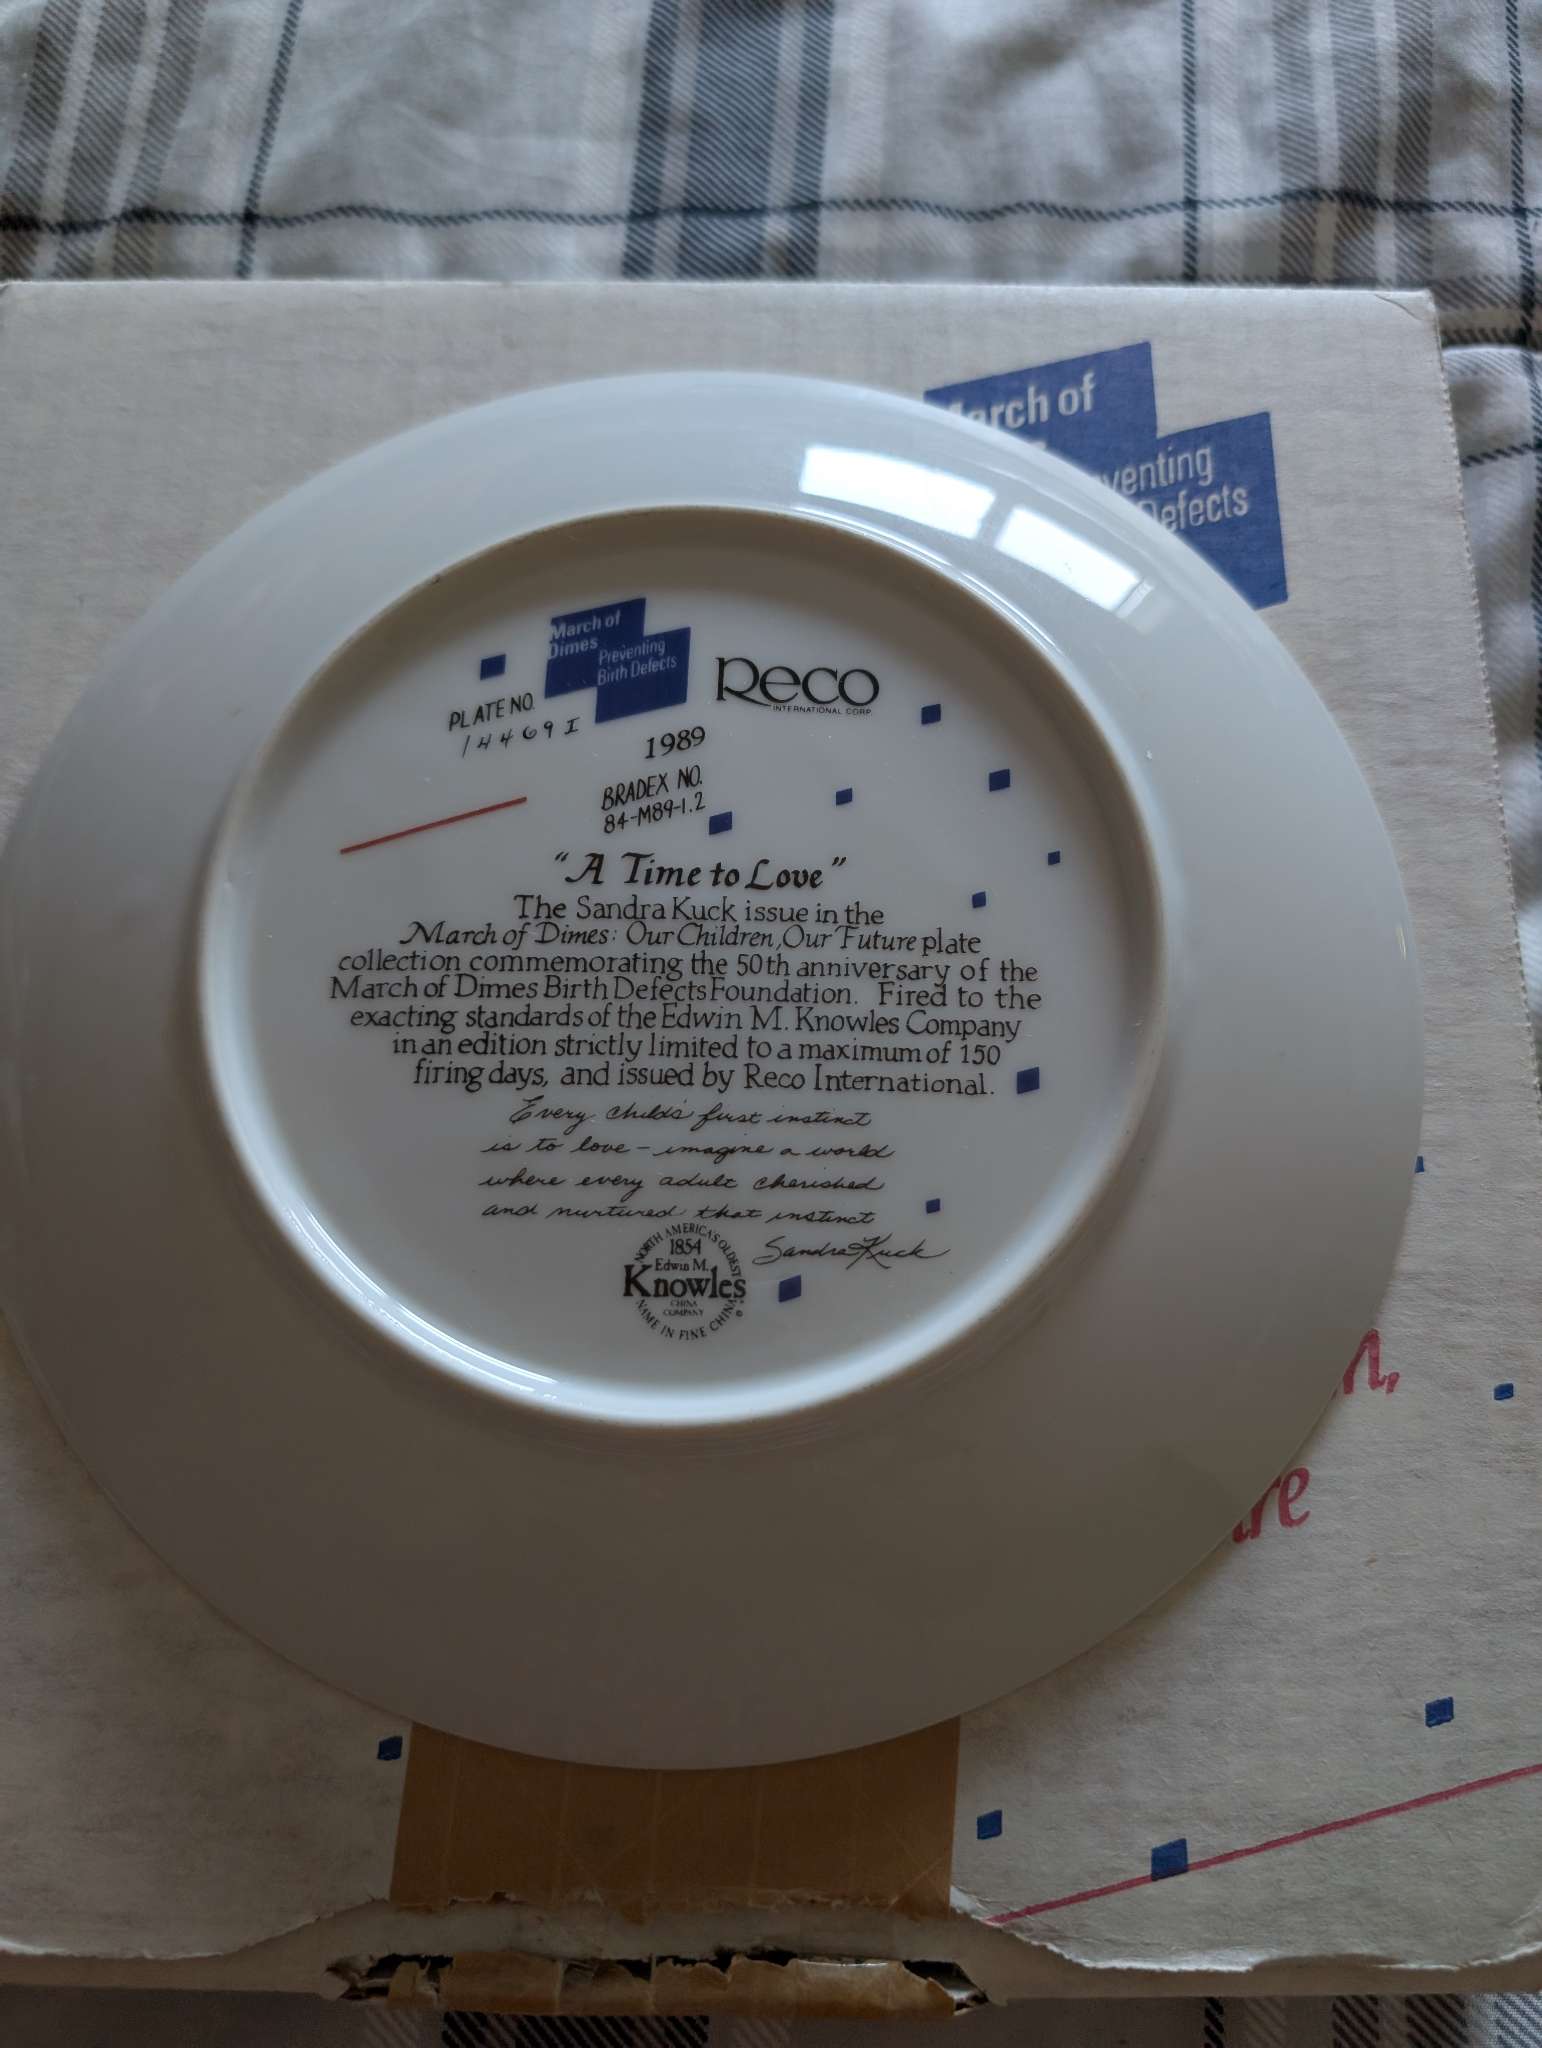 arch of
venting
Defects
March of
Dimes
Preventing
Birth Defects
Reco
INTERNATIONAL CORP.
PLATE NO.
14469 I
1989
BRADEX NO.
84-M89-1.2
"A Time to Love"
The Sandra Kuck issue in the
March of Dimes: Our Children, Our Future plate
collection commemorating the 50th anniversary of the
March of Dimes Birth Defects Foundation. Fired to the
exacting standards of the Edwin M. Knowles Company
in an edition strictly limited to a maximum of 150
firing days, and issued by Reco International.
Every child's first instinct
is to love - imagine a world
where every adult cherished
and nurtured that instinct
Sandra Kuck
NORTH AMERICA'S OLDEST
1854
Edwin M.
Knowles
CHINA
COMPANY
NAME IN FINE CHINA
n,
re